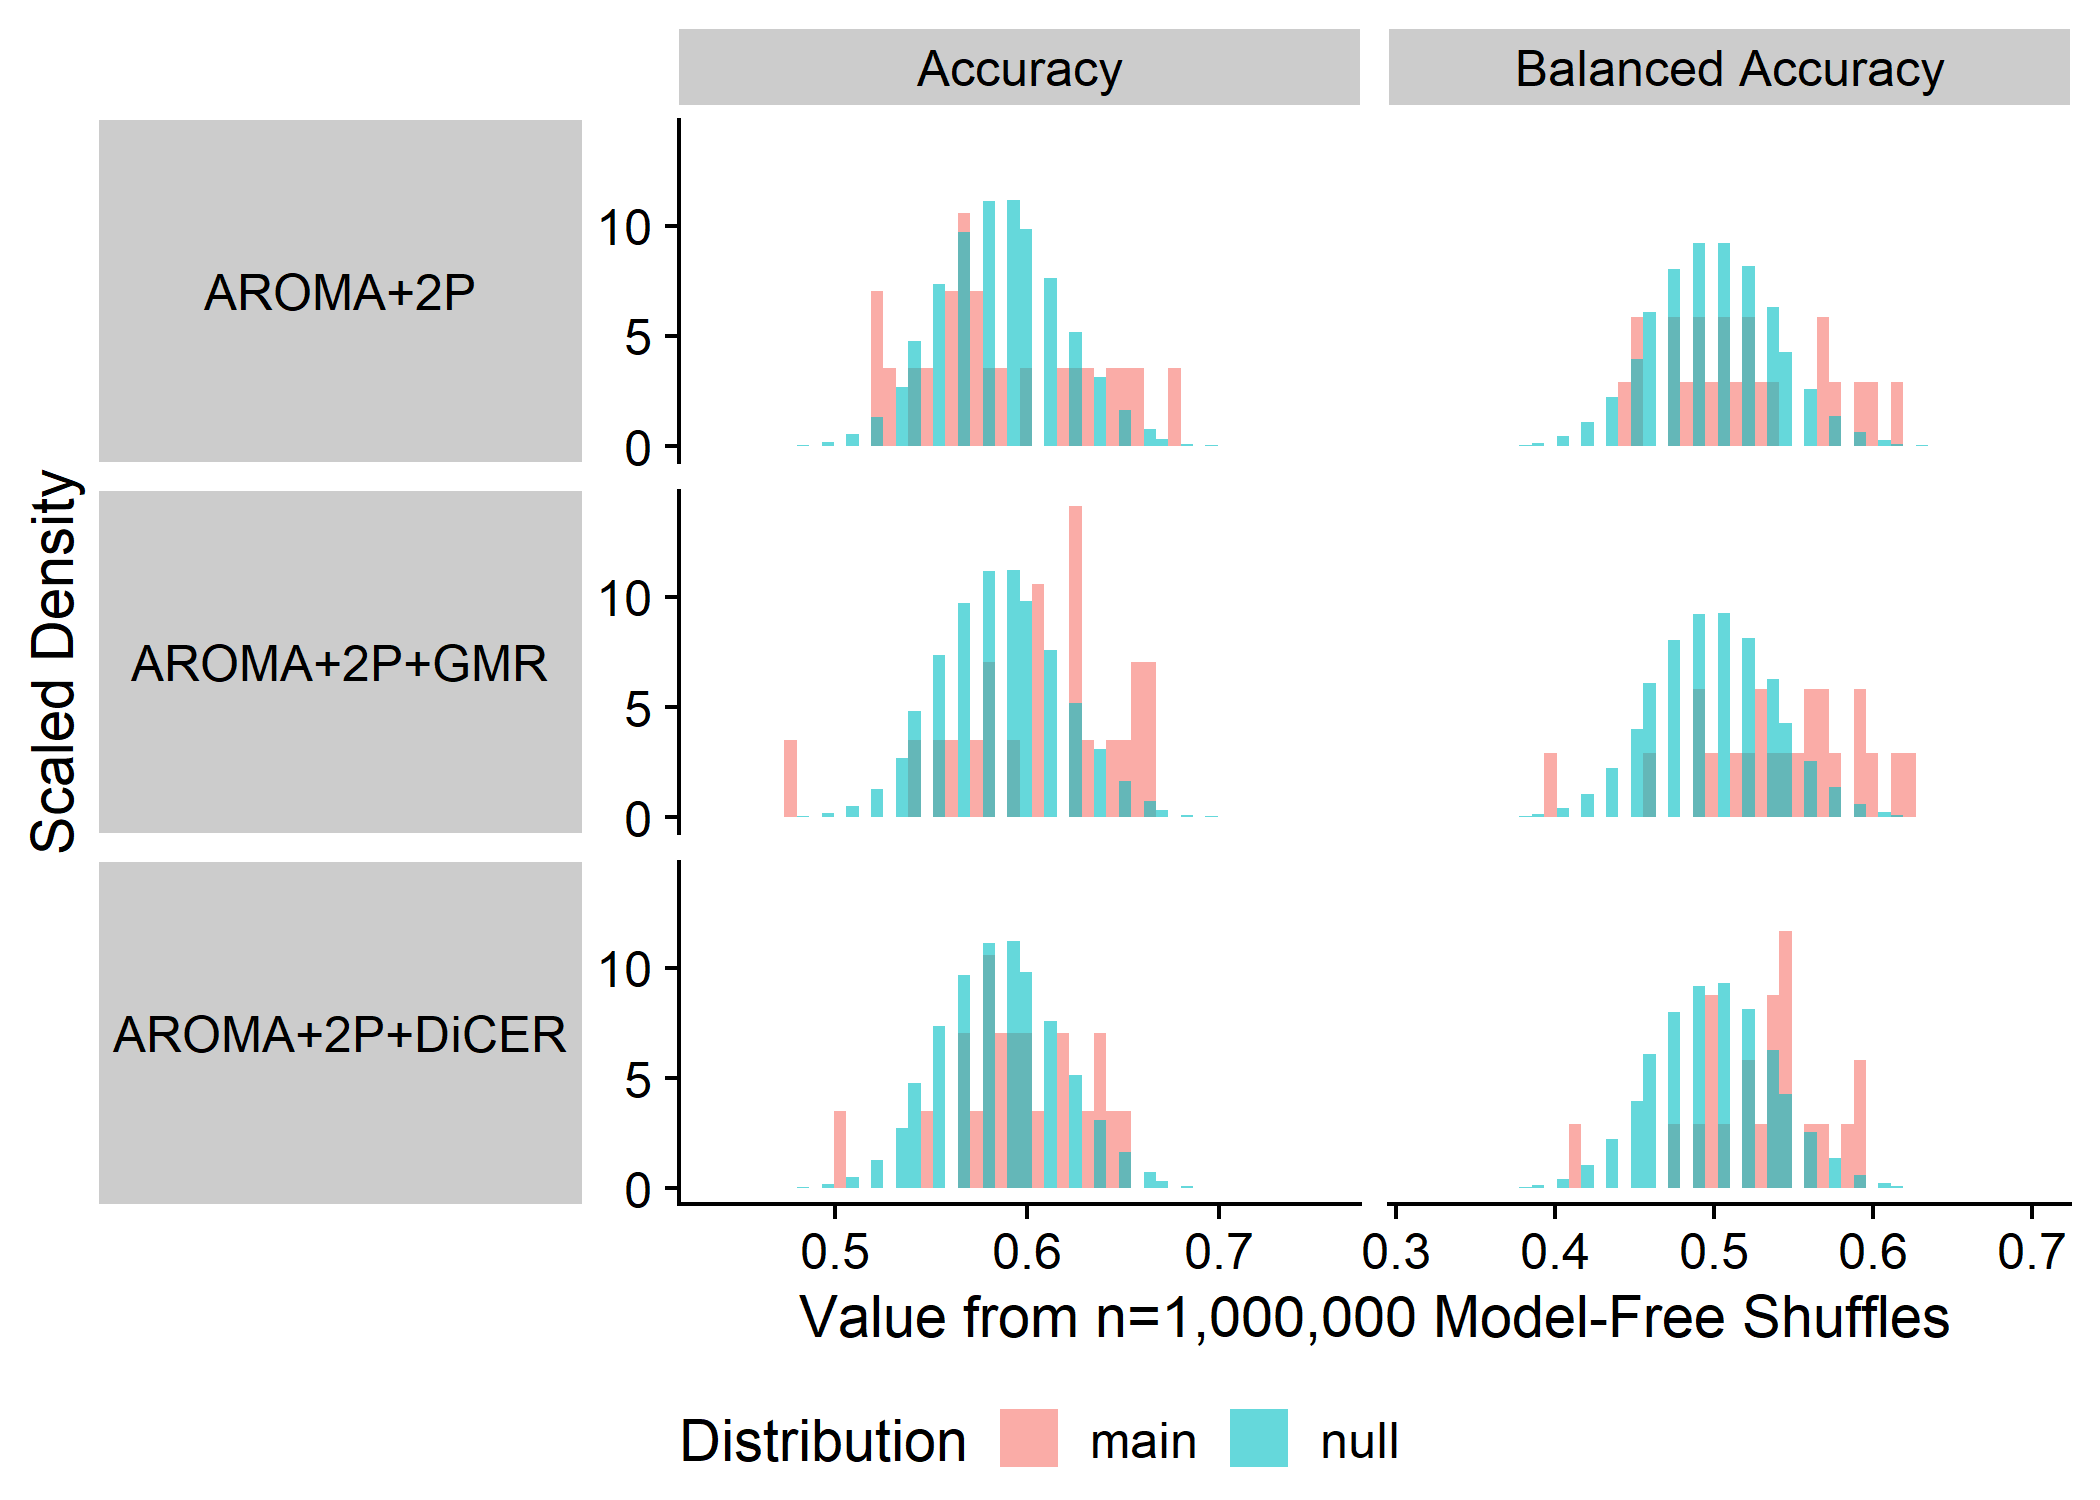 Accuracy
Balanced Accuracy
Scaled Density
AROMA+2P
10
5
0
AROMA+2P+GMR
10
5
0
AROMA+2P+DiCER
10
5
0
0.5 0.6 0.7 0.3 0.4 0.5 0.6 0.7
Value from n=1,000,000 Model-Free Shuffles
Distribution main null